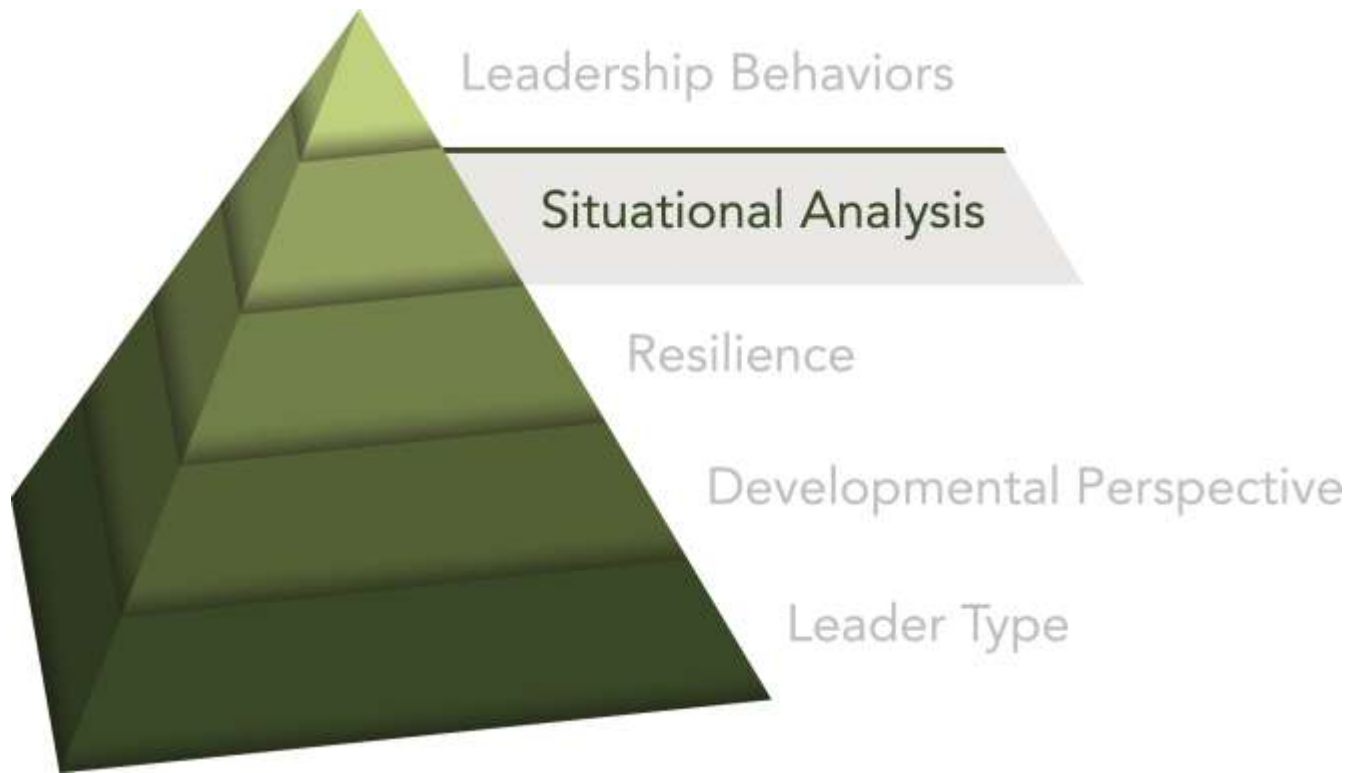 Leadership Behaviors
Situational Analysis
Resilience
Developmental Perspective
Leader Type